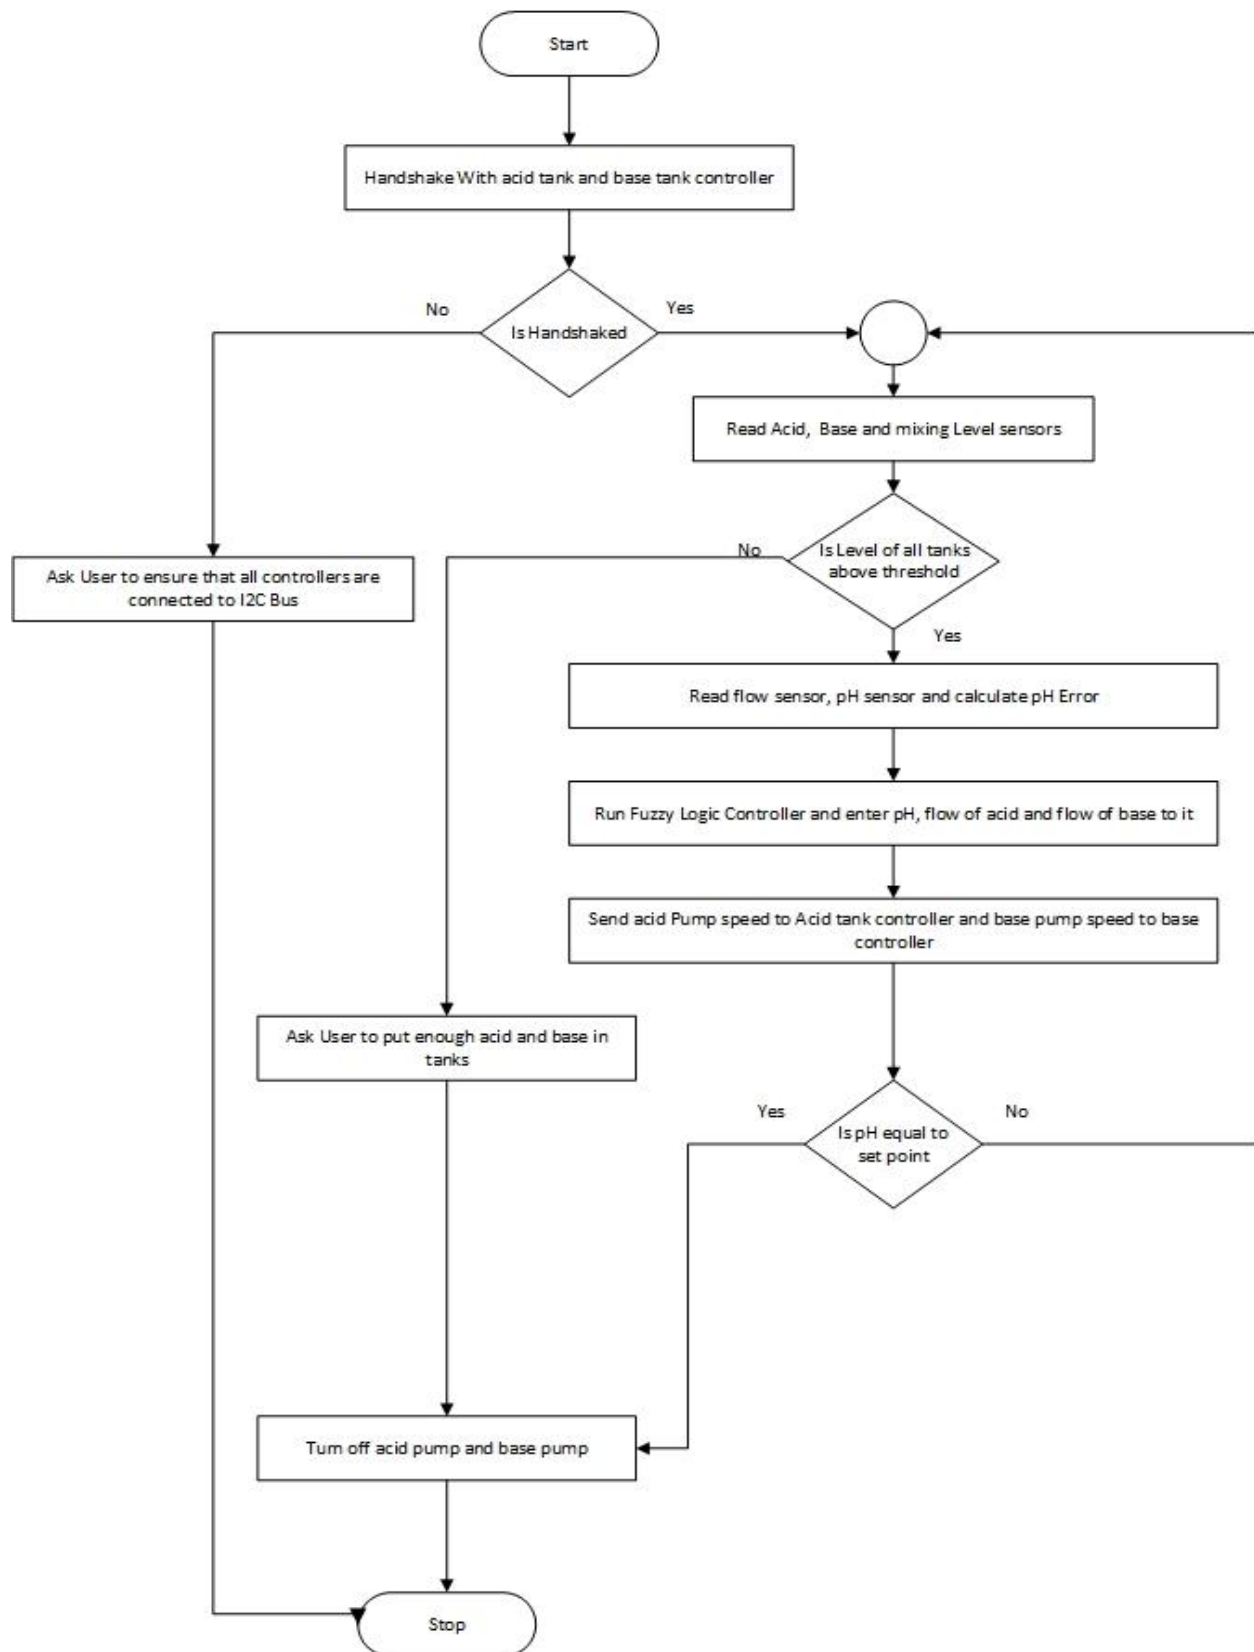 Start
Handshake With acid tank and base tank controller
No
Yes
Is Handshaked
Read Acid, Base and mixing Level sensors
No
Is Level of all tanks
above threshold
Ask User to ensure that all controllers are
connected to I2C Bus
Yes
Read flow sensor, pH sensor and calculate pH Error
Run Fuzzy Logic Controller and enter pH, flow of acid and flow of base to it
Send acid Pump speed to Acid tank controller and base pump speed to base
controller
Ask User to put enough acid and base in
tanks
Yes
No
Is pH equal to
set point
Turn off acid pump and base pump
Stop